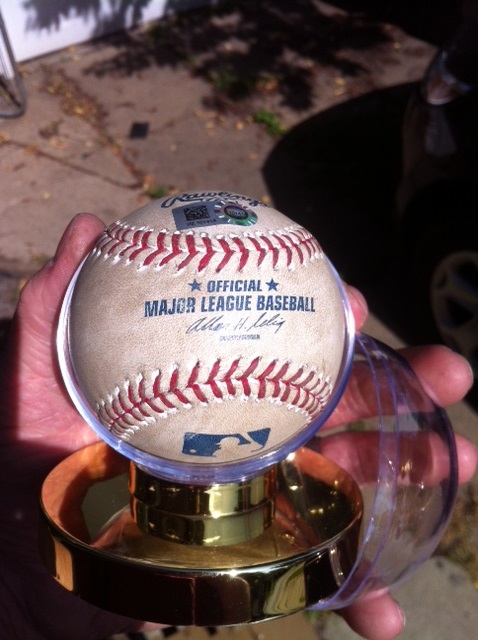 Rawlings
★ OFFICIAL ★
MAJOR LEAGUE BASEBALL
Allan H. Selig